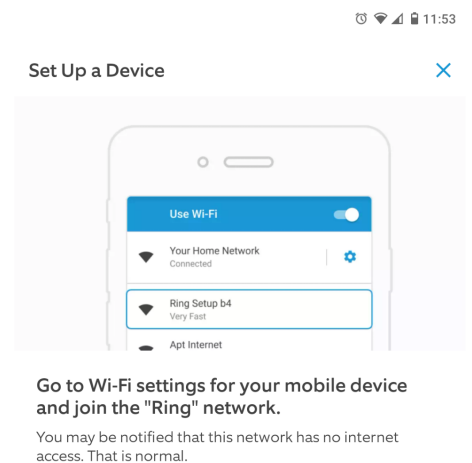 11:53
Set Up a Device
Use Wi-Fi
Your Home Network
Connected
Ring Setup b4
Very Fast
Apt Internet
Go to Wi-Fi settings for your mobile device
and join the "Ring" network.
You may be notified that this network has no internet
access. That is normal.